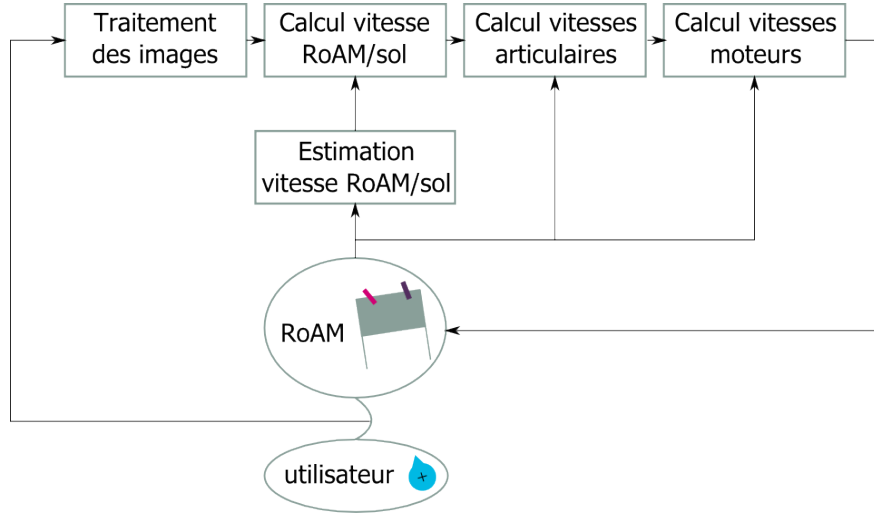 Traitement
des images
Calcul vitesse
RoAM/sol
Calcul vitesses
articulaires
Calcul vitesses
moteurs
Estimation
vitesse RoAM/sol
RoAM
utilisateur